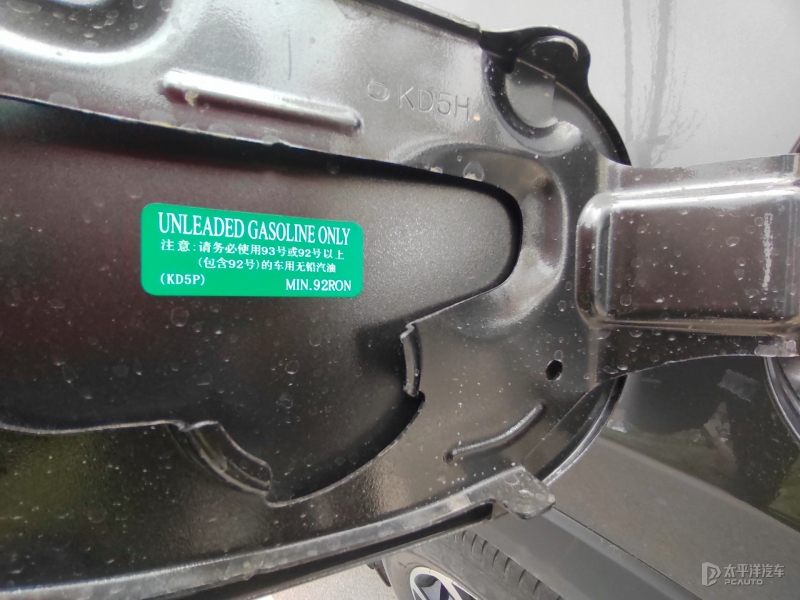 KD5H
UNLEADED GASOLINE ONLY
注意:请务必使用93号或92号以上
(包含92号)的车用无铅汽油
(KD5P) MIN.92RON
太平洋汽车
PCAUTO